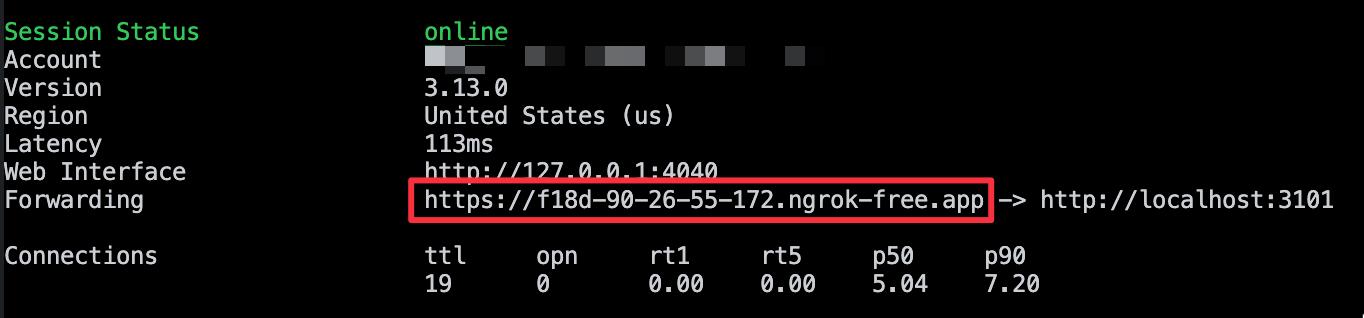 Session Status online
Account
Version 3.13.0
Region United States (us)
Latency 113ms
Web Interface http://127.0.0.1:4040
Forwarding https://f18d-90-26-55-172.ngrok-free.app -> http://localhost:3101
Connections ttl opn rt1 rt5 p50 p90
19 0 0.00 0.00 5.04 7.20